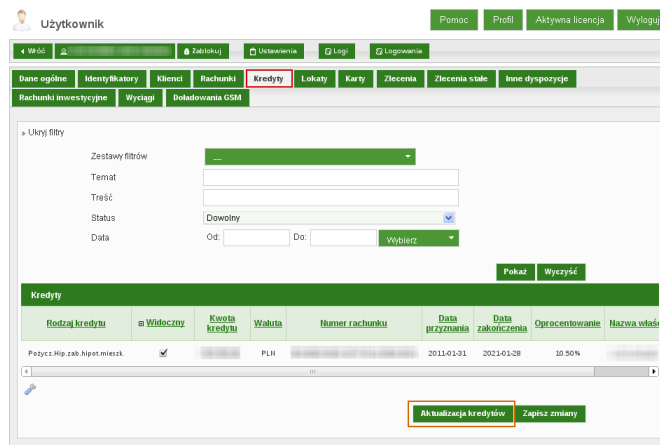 Użytkownik
Pomoc Profil Aktywna licencja Wyloguj
Wróć Zablokuj Ustawienia Logi Logowania
Dane ogólne Identyfikatory Klienci Rachunki Kredyty Lokaty Karty Zlecenia Zlecenia stałe Inne dyspozycje
Rachunki inwestycyjne Wyciągi Doładowania GSM
» Ukryj filtry
Zestawy filtrów ---
Temat
Treść
Status Dowolny
Data Od: Do: Wybierz
Pokaż Wyczyść
Kredyty
Rodzaj kredytu Widoczny Kwota kredytu Waluta Numer rachunku Data przyznania Data zakończenia Oprocentowanie Nazwa właśc
Pożycz.Hip.zab.hipot.mieszk. PLN 2011-01-31 2021-01-28 10.50%
Aktualizacja kredytów Zapisz zmiany